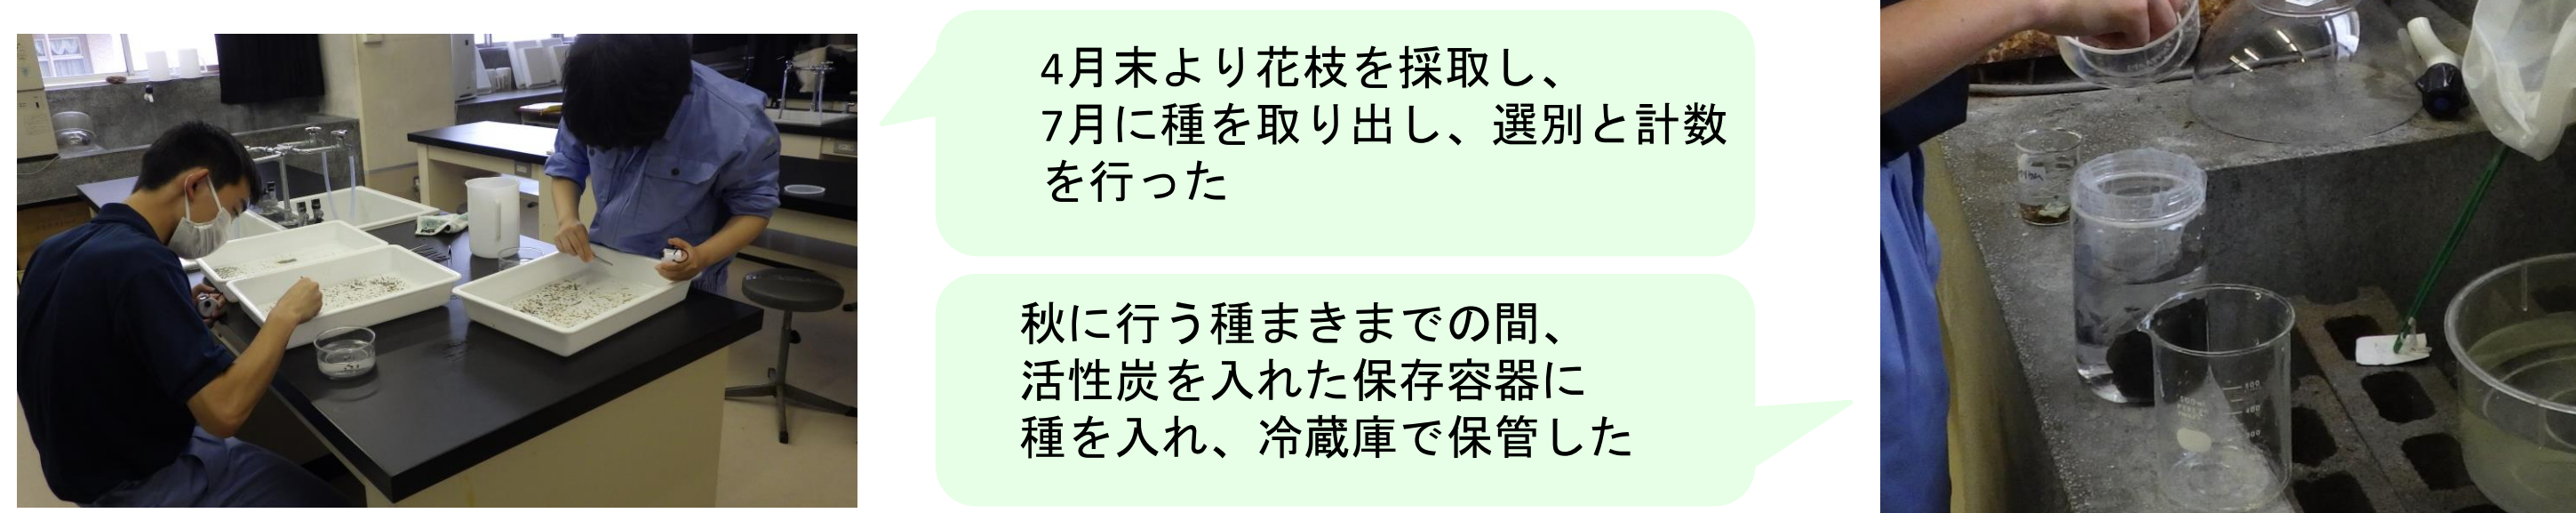 4月末より花枝を採取し、
7月に種を取り出し、選別と計数
を行った
秋に行う種まきまでの間、
活性炭を入れた保存容器に
種を入れ、冷蔵庫で保管した